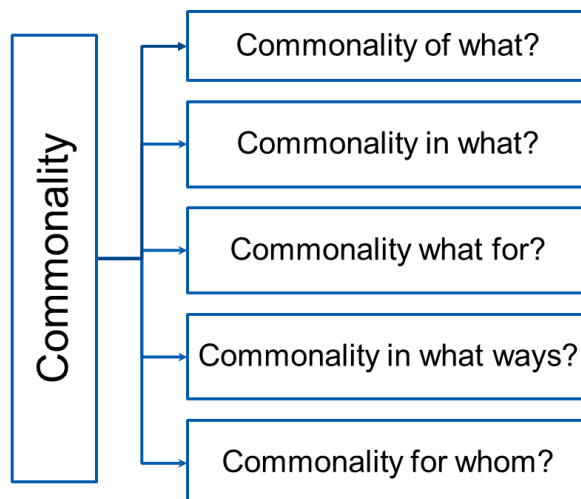 Commonality
Commonality of what?
Commonality in what?
Commonality what for?
Commonality in what ways?
Commonality for whom?